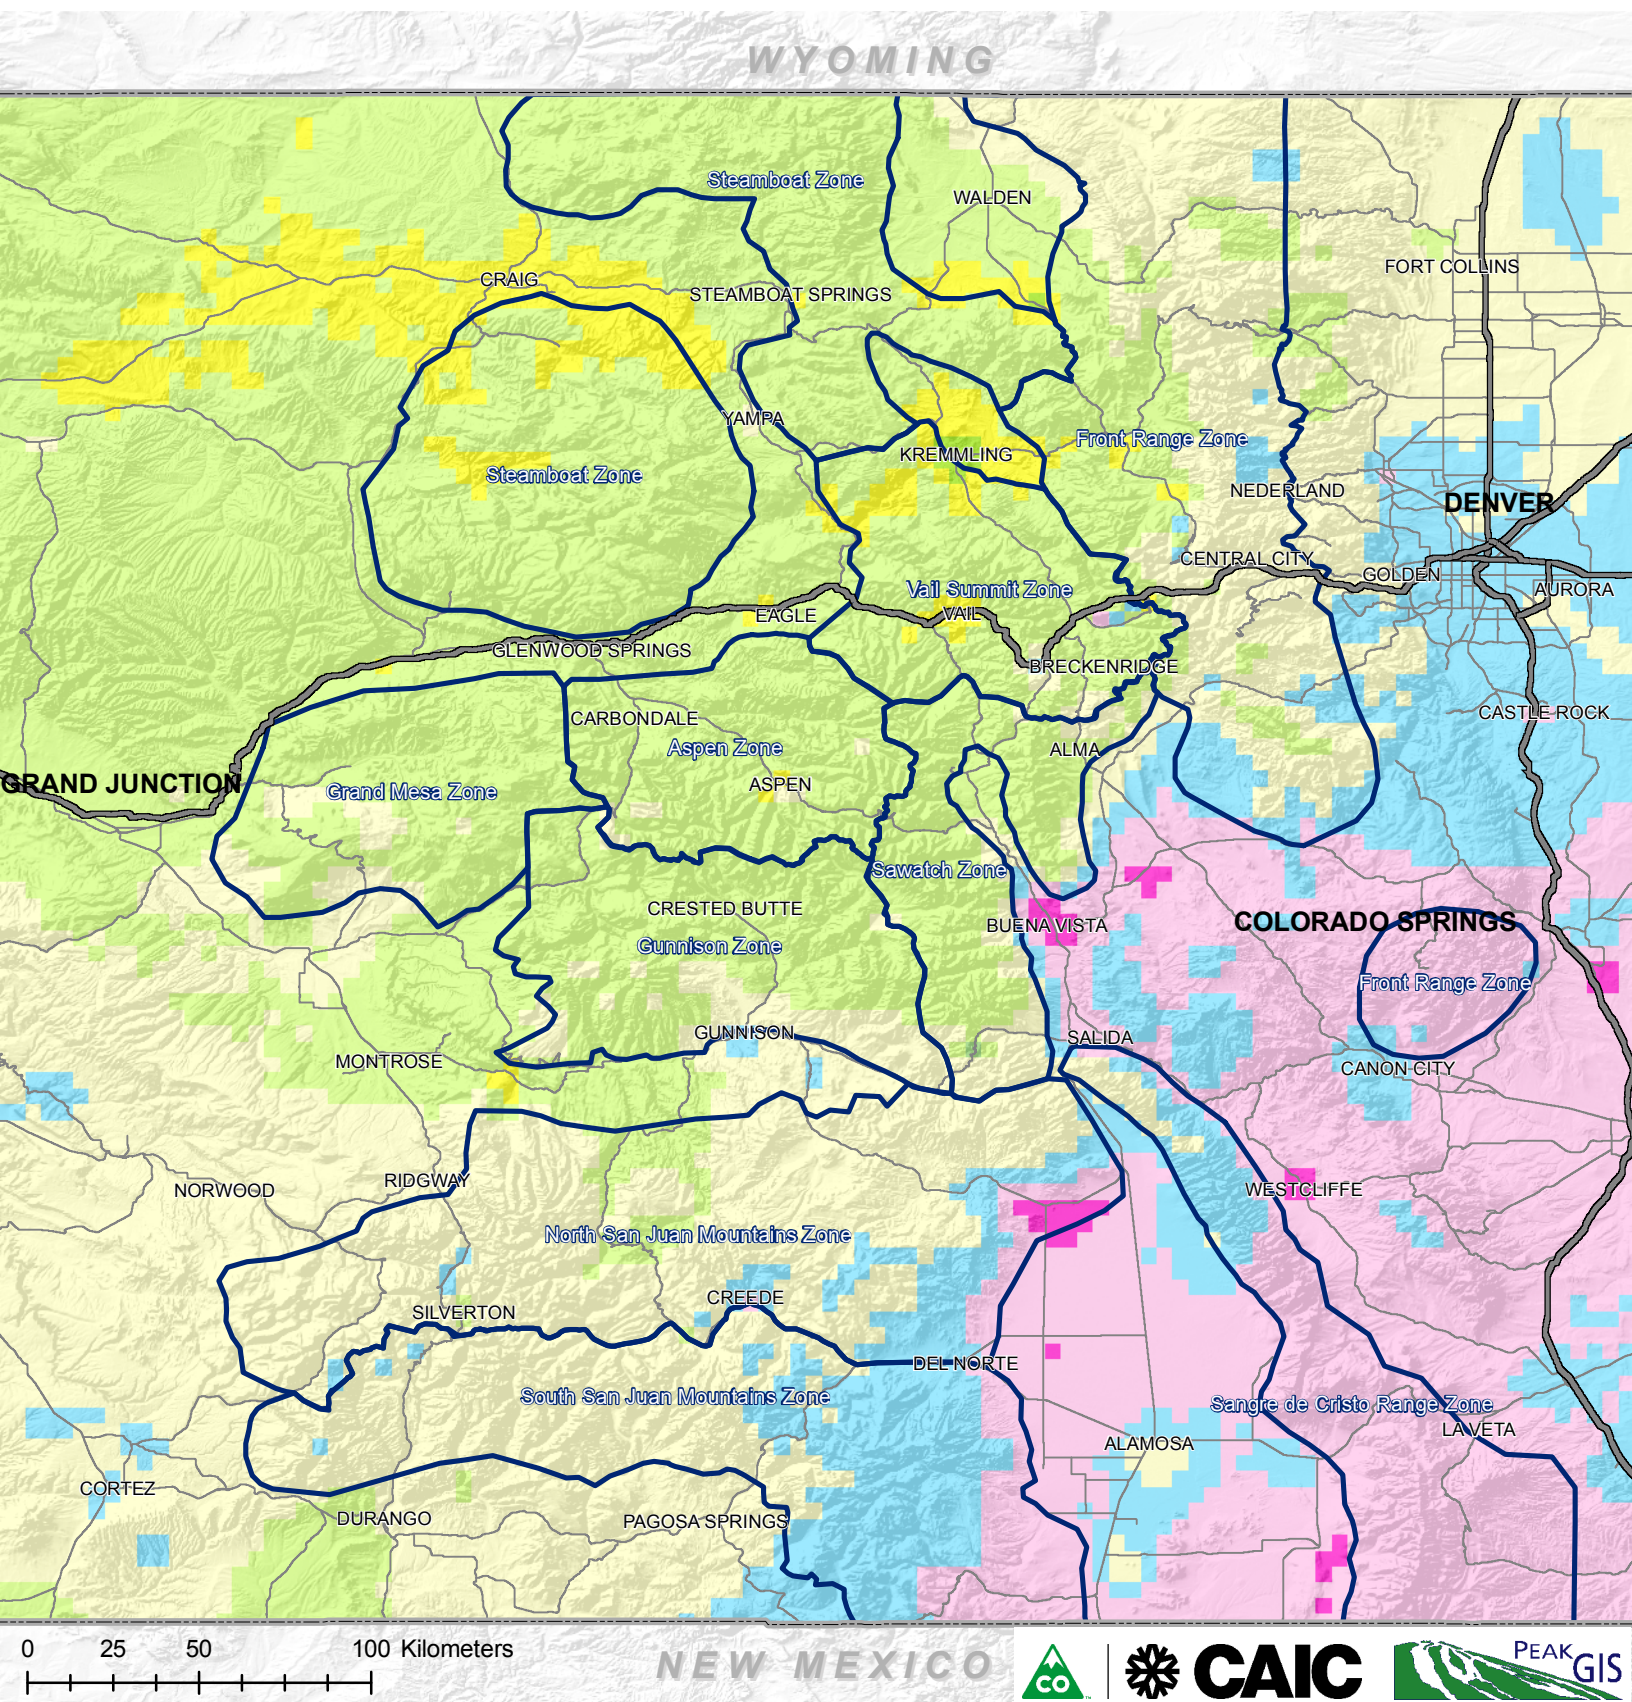 WYOMING
Steamboat Zone
WALDEN
FORT COLLINS
CRAIG
STEAMBOAT SPRINGS
YAMPA
Front Range Zone
KREMMLING
Steamboat Zone
NEDERLAND
DENVER
CENTRAL CITY
GOLDEN
Vail Summit Zone
AURORA
EAGLE
VAIL
GLENWOOD SPRINGS
BRECKENRIDGE
CARBONDALE
CASTLE ROCK
Aspen Zone
ALMA
GRAND JUNCTION
ASPEN
Grand Mesa Zone
Sawatch Zone
CRESTED BUTTE
BUENA VISTA
COLORADO SPRINGS
Gunnison Zone
Front Range Zone
GUNNISON
SALIDA
MONTROSE
CANON CITY
RIDGWAY
NORWOOD
WESTCLIFFE
North San Juan Mountains Zone
CREEDE
SILVERTON
DEL NORTE
South San Juan Mountains Zone
Sangre de Cristo Range Zone
LA VETA
ALAMOSA
CORTEZ
DURANGO
PAGOSA SPRINGS
0 25 50 100 Kilometers
NEW MEXICO
CO
CAIC
PEAK GIS